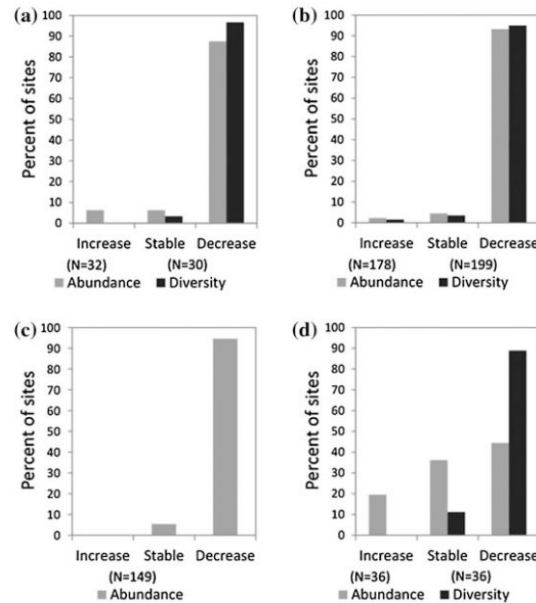 (a)
Percent of sites
100
90
80
70
60
50
40
30
20
10
0
Increase Stable Decrease
(N=32) (N=30)
Abundance Diversity
(b)
Percent of sites
100
90
80
70
60
50
40
30
20
10
0
Increase Stable Decrease
(N=178) (N=199)
Abundance Diversity
(c)
Percent of sites
100
90
80
70
60
50
40
30
20
10
0
Increase Stable Decrease
(N=149)
Abundance
(d)
Percent of sites
100
90
80
70
60
50
40
30
20
10
0
Increase Stable Decrease
(N=36) (N=36)
Abundance Diversity